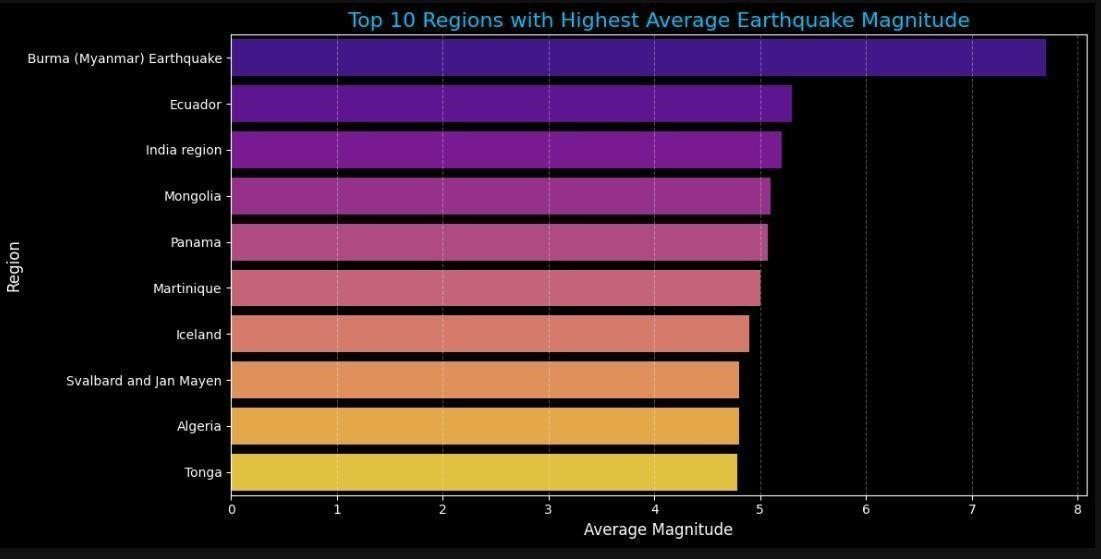 Top 10 Regions with Highest Average Earthquake Magnitude
Region
Burma (Myanmar) Earthquake
Ecuador
India region
Mongolia
Panama
Martinique
Iceland
Svalbard and Jan Mayen
Algeria
Tonga
0 1 2 3 4 5 6 7 8
Average Magnitude